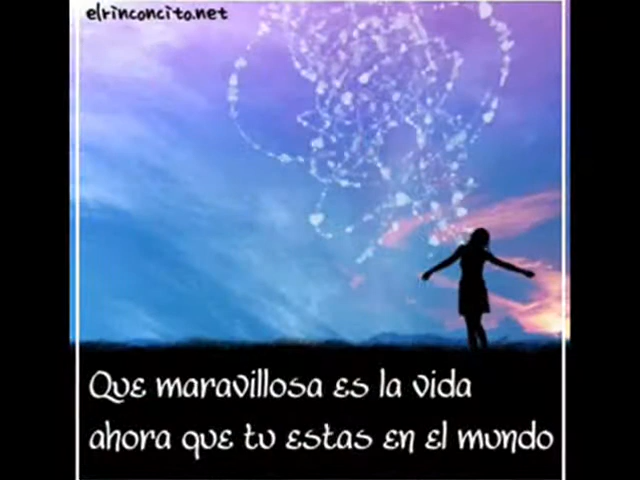 elrinconcito.net
Que maravillosa es la vida
ahora que tu estas en el mundo